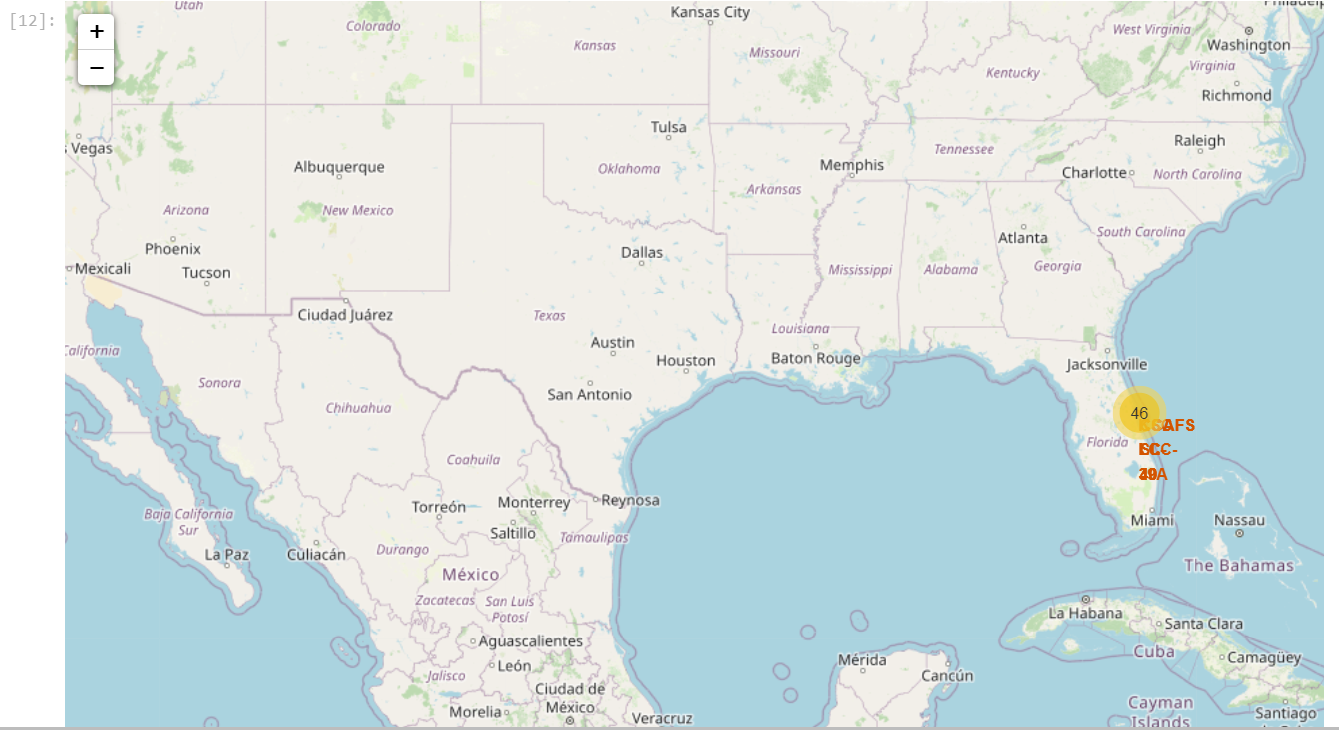 [12]:
+
−
Utah
Colorado
Kansas
Kansas City
Missouri
West Virginia
Washington
Virginia
Richmond
Kentucky
Vegas
Albuquerque
Tulsa
Oklahoma
Memphis
Tennessee
Raleigh
Charlotte
North Carolina
Arizona
New Mexico
Arkansas
Phoenix
Tucson
Mexicali
Dallas
Mississippi
Alabama
Atlanta
Georgia
South Carolina
Ciudad Juárez
Texas
Louisiana
Austin
Houston
Baton Rouge
Jacksonville
California
Sonora
Chihuahua
San Antonio
46
Florida
Coahuila
Torreón
Monterrey
Reynosa
Saltillo
Tamaulipas
Miami
Nassau
The Bahamas
Baja California
Sur
La Paz
Culiacán
Durango
México
Zacatecas
San Luis
Potosí
La Habana
Santa Clara
Cuba
Camagüey
Aguascalientes
León
Jalisco
Ciudad de
México
Morelia
Veracruz
Mérida
Cancún
Cayman
Islands
Santiago